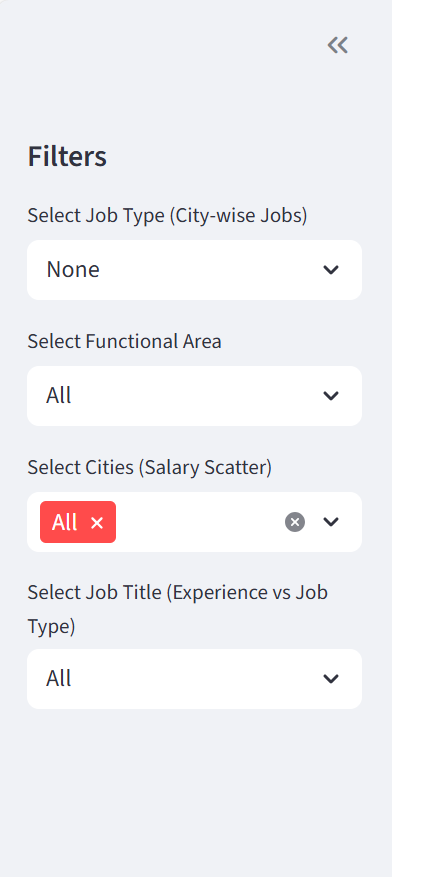 Filters
Select Job Type (City-wise Jobs)
None
Select Functional Area
All
Select Cities (Salary Scatter)
All
Select Job Title (Experience vs Job
Type)
All